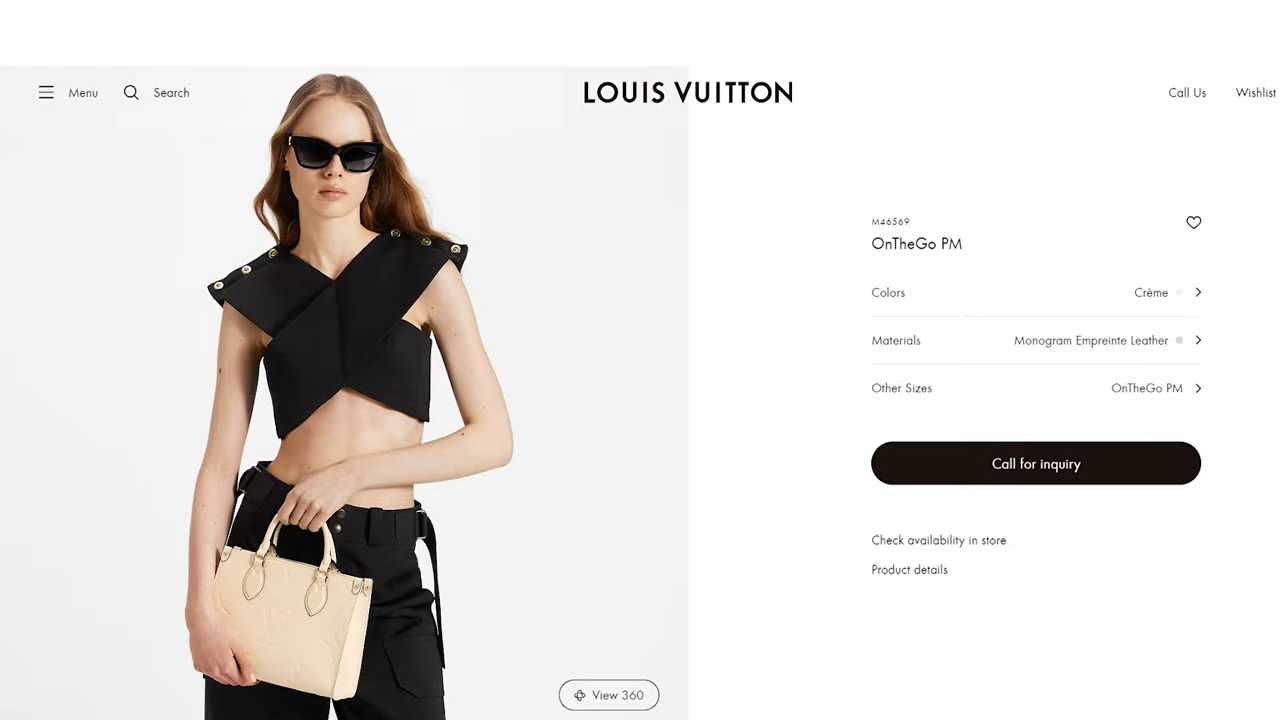 Menu Search LOUIS VUITTON Call Us Wishlist
M46569
OnTheGo PM
Colors Crème
Materials Monogram Empreinte Leather
Other Sizes OnTheGo PM
Call for inquiry
Check availability in store
Product details
View 360